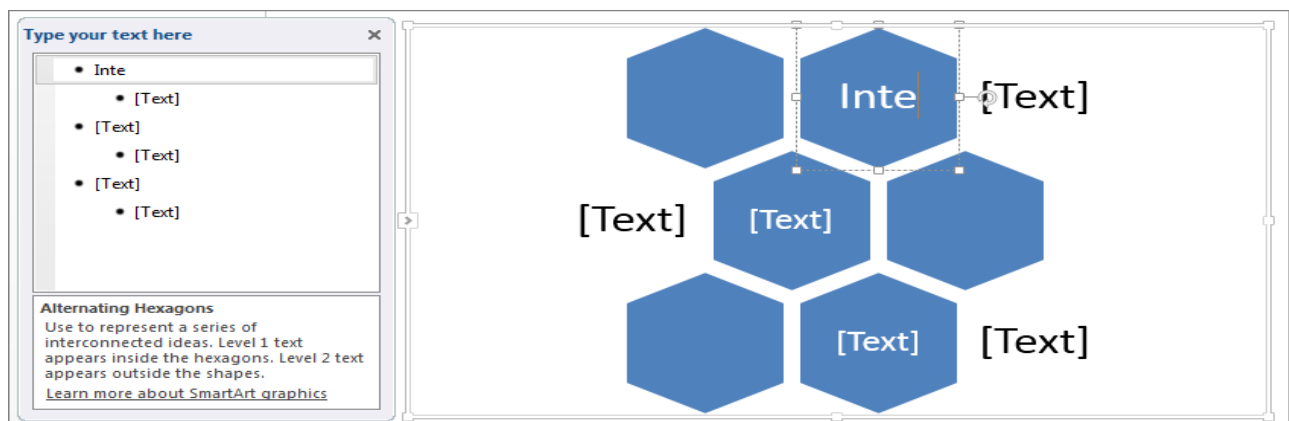 Type your text here
• Inte
• [Text]
• [Text]
• [Text]
• [Text]
• [Text]
Alternating Hexagons
Use to represent a series of
interconnected ideas. Level 1 text
appears inside the hexagons. Level 2 text
appears outside the shapes.
Learn more about SmartArt graphics
Inte
[Text]
[Text]
[Text]
[Text]
[Text]